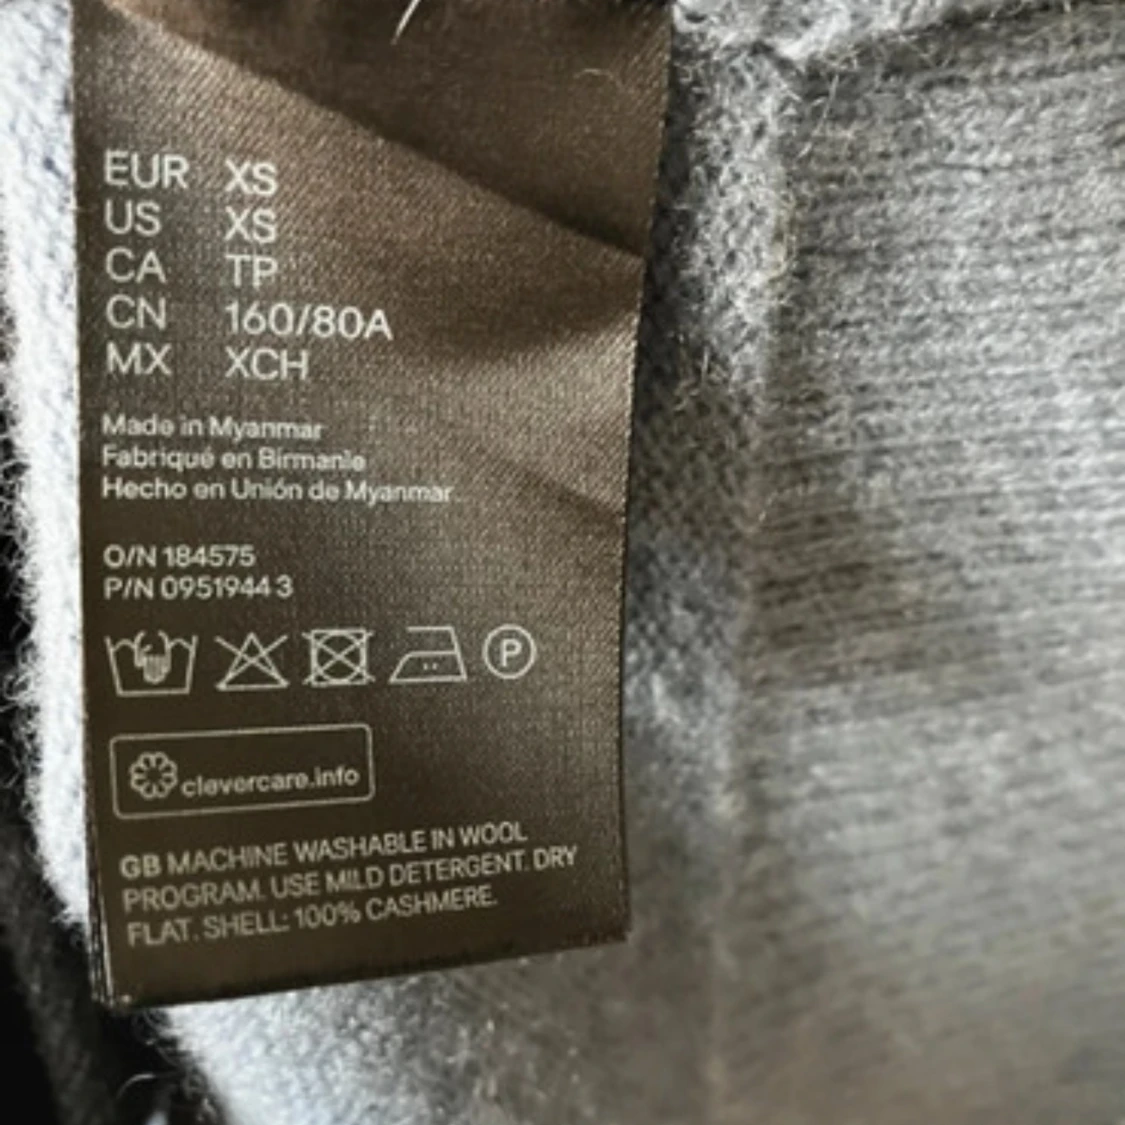 EUR XS
US XS
CA TP
CN 160/80A
MX XCH
Made in Myanmar
Fabriqué en Birmanie
Hecho en Unión de Myanmar
O/N 184575
P/N 0951944 3
P
clevercare.info
GB MACHINE WASHABLE IN WOOL
PROGRAM. USE MILD DETERGENT. DRY
FLAT. SHELL: 100% CASHMERE.